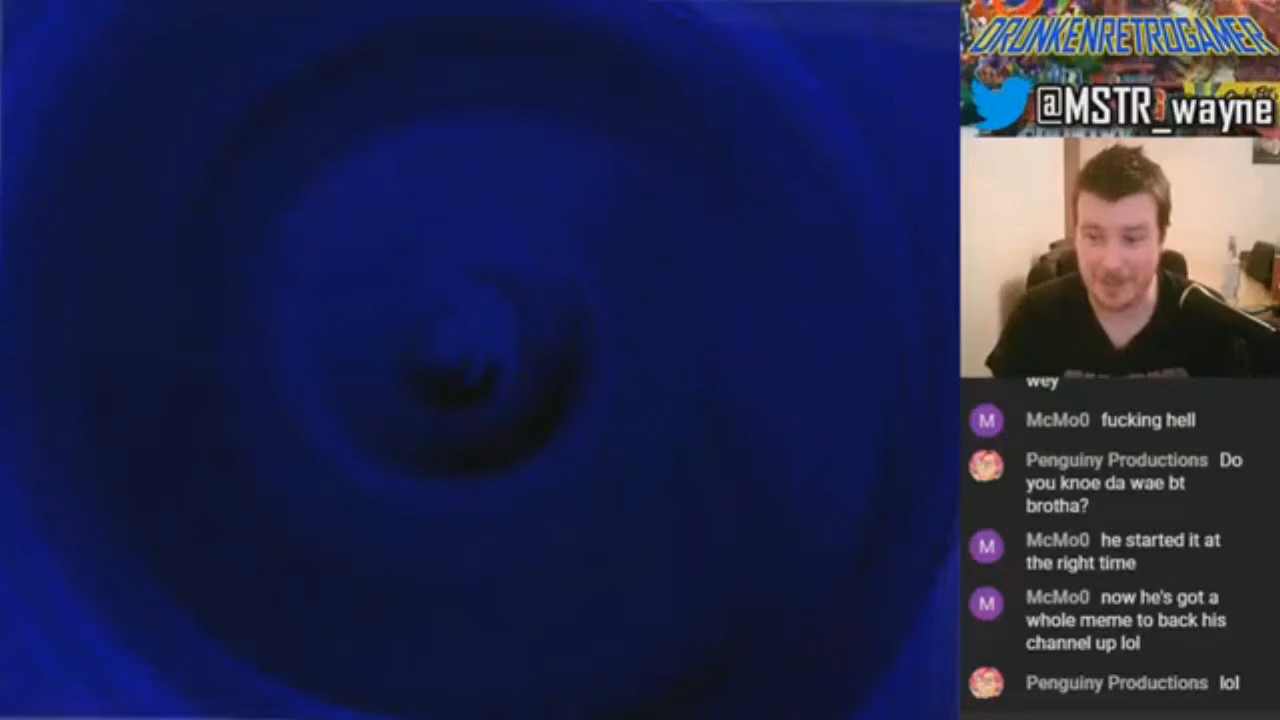 DRUNKENRETROGAMER
@MSTR_wayne
wey
McMo0 fucking hell
Penguiny Productions Do
you knoe da wae bt
brotha?
McMo0 he started it at
the right time
McMo0 now he's got a
whole meme to back his
channel up lol
Penguiny Productions lol